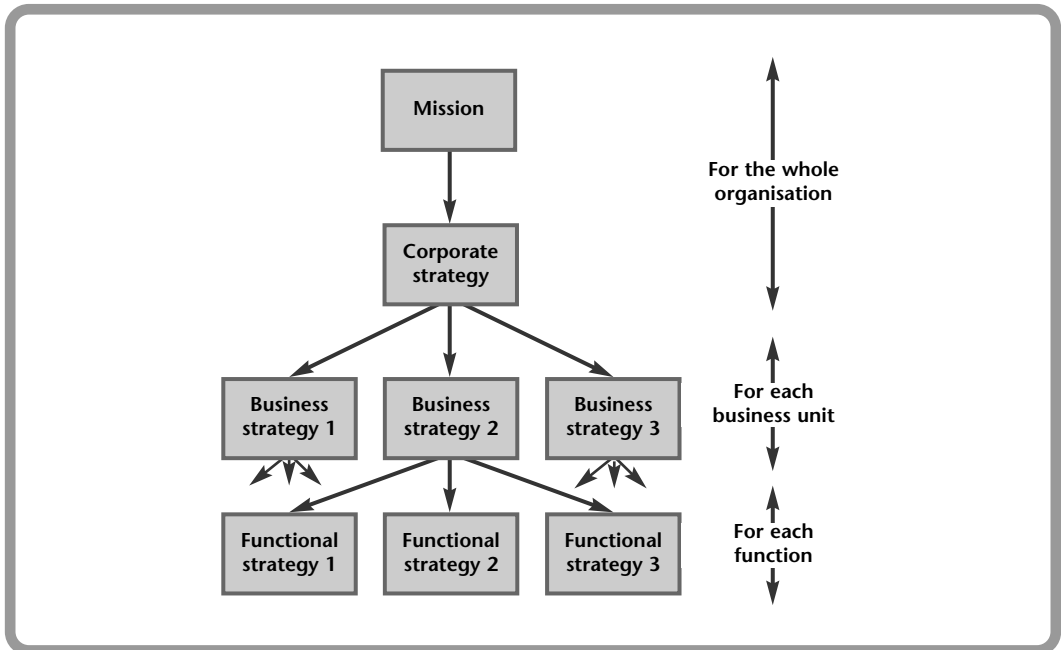 Mission
For the whole
organisation
Corporate
strategy
Business
strategy 1
Business
strategy 2
Business
strategy 3
For each
business unit
Functional
strategy 1
Functional
strategy 2
Functional
strategy 3
For each
function